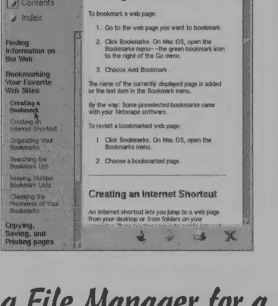 Contents
Index
Finding
Information on
the Web
Bookmarking
Your Favorite
Web Sites
Creating a
Bookmark
Creating an
Internet Shortcut
Organizing Your
Bookmarks
Searching the
Bookmark List
Keeping Multiple
Bookmark Lists
Checking the
Freshness of Your
Bookmarks
Copying,
Saving, and
Printing pages
To bookmark a web page:
1. Go to the web page you want to bookmark.
2. Click Bookmarks. On Mac OS, open the
Bookmarks menu--the green bookmark icon
to the right of the Go menu.
3. Choose Add Bookmark.
The name of the currently displayed page is added
as the last item in the Bookmark menu.
By the way: Some preselected bookmarks came
with your Netscape software.
To revisit a bookmarked web page:
1. Click Bookmarks. On Mac OS, open the
Bookmarks menu.
2. Choose a bookmarked page.
Creating an Internet Shortcut
An internet shortcut lets you jump to a web page
from your desktop or from folders on your
a File Manager for a